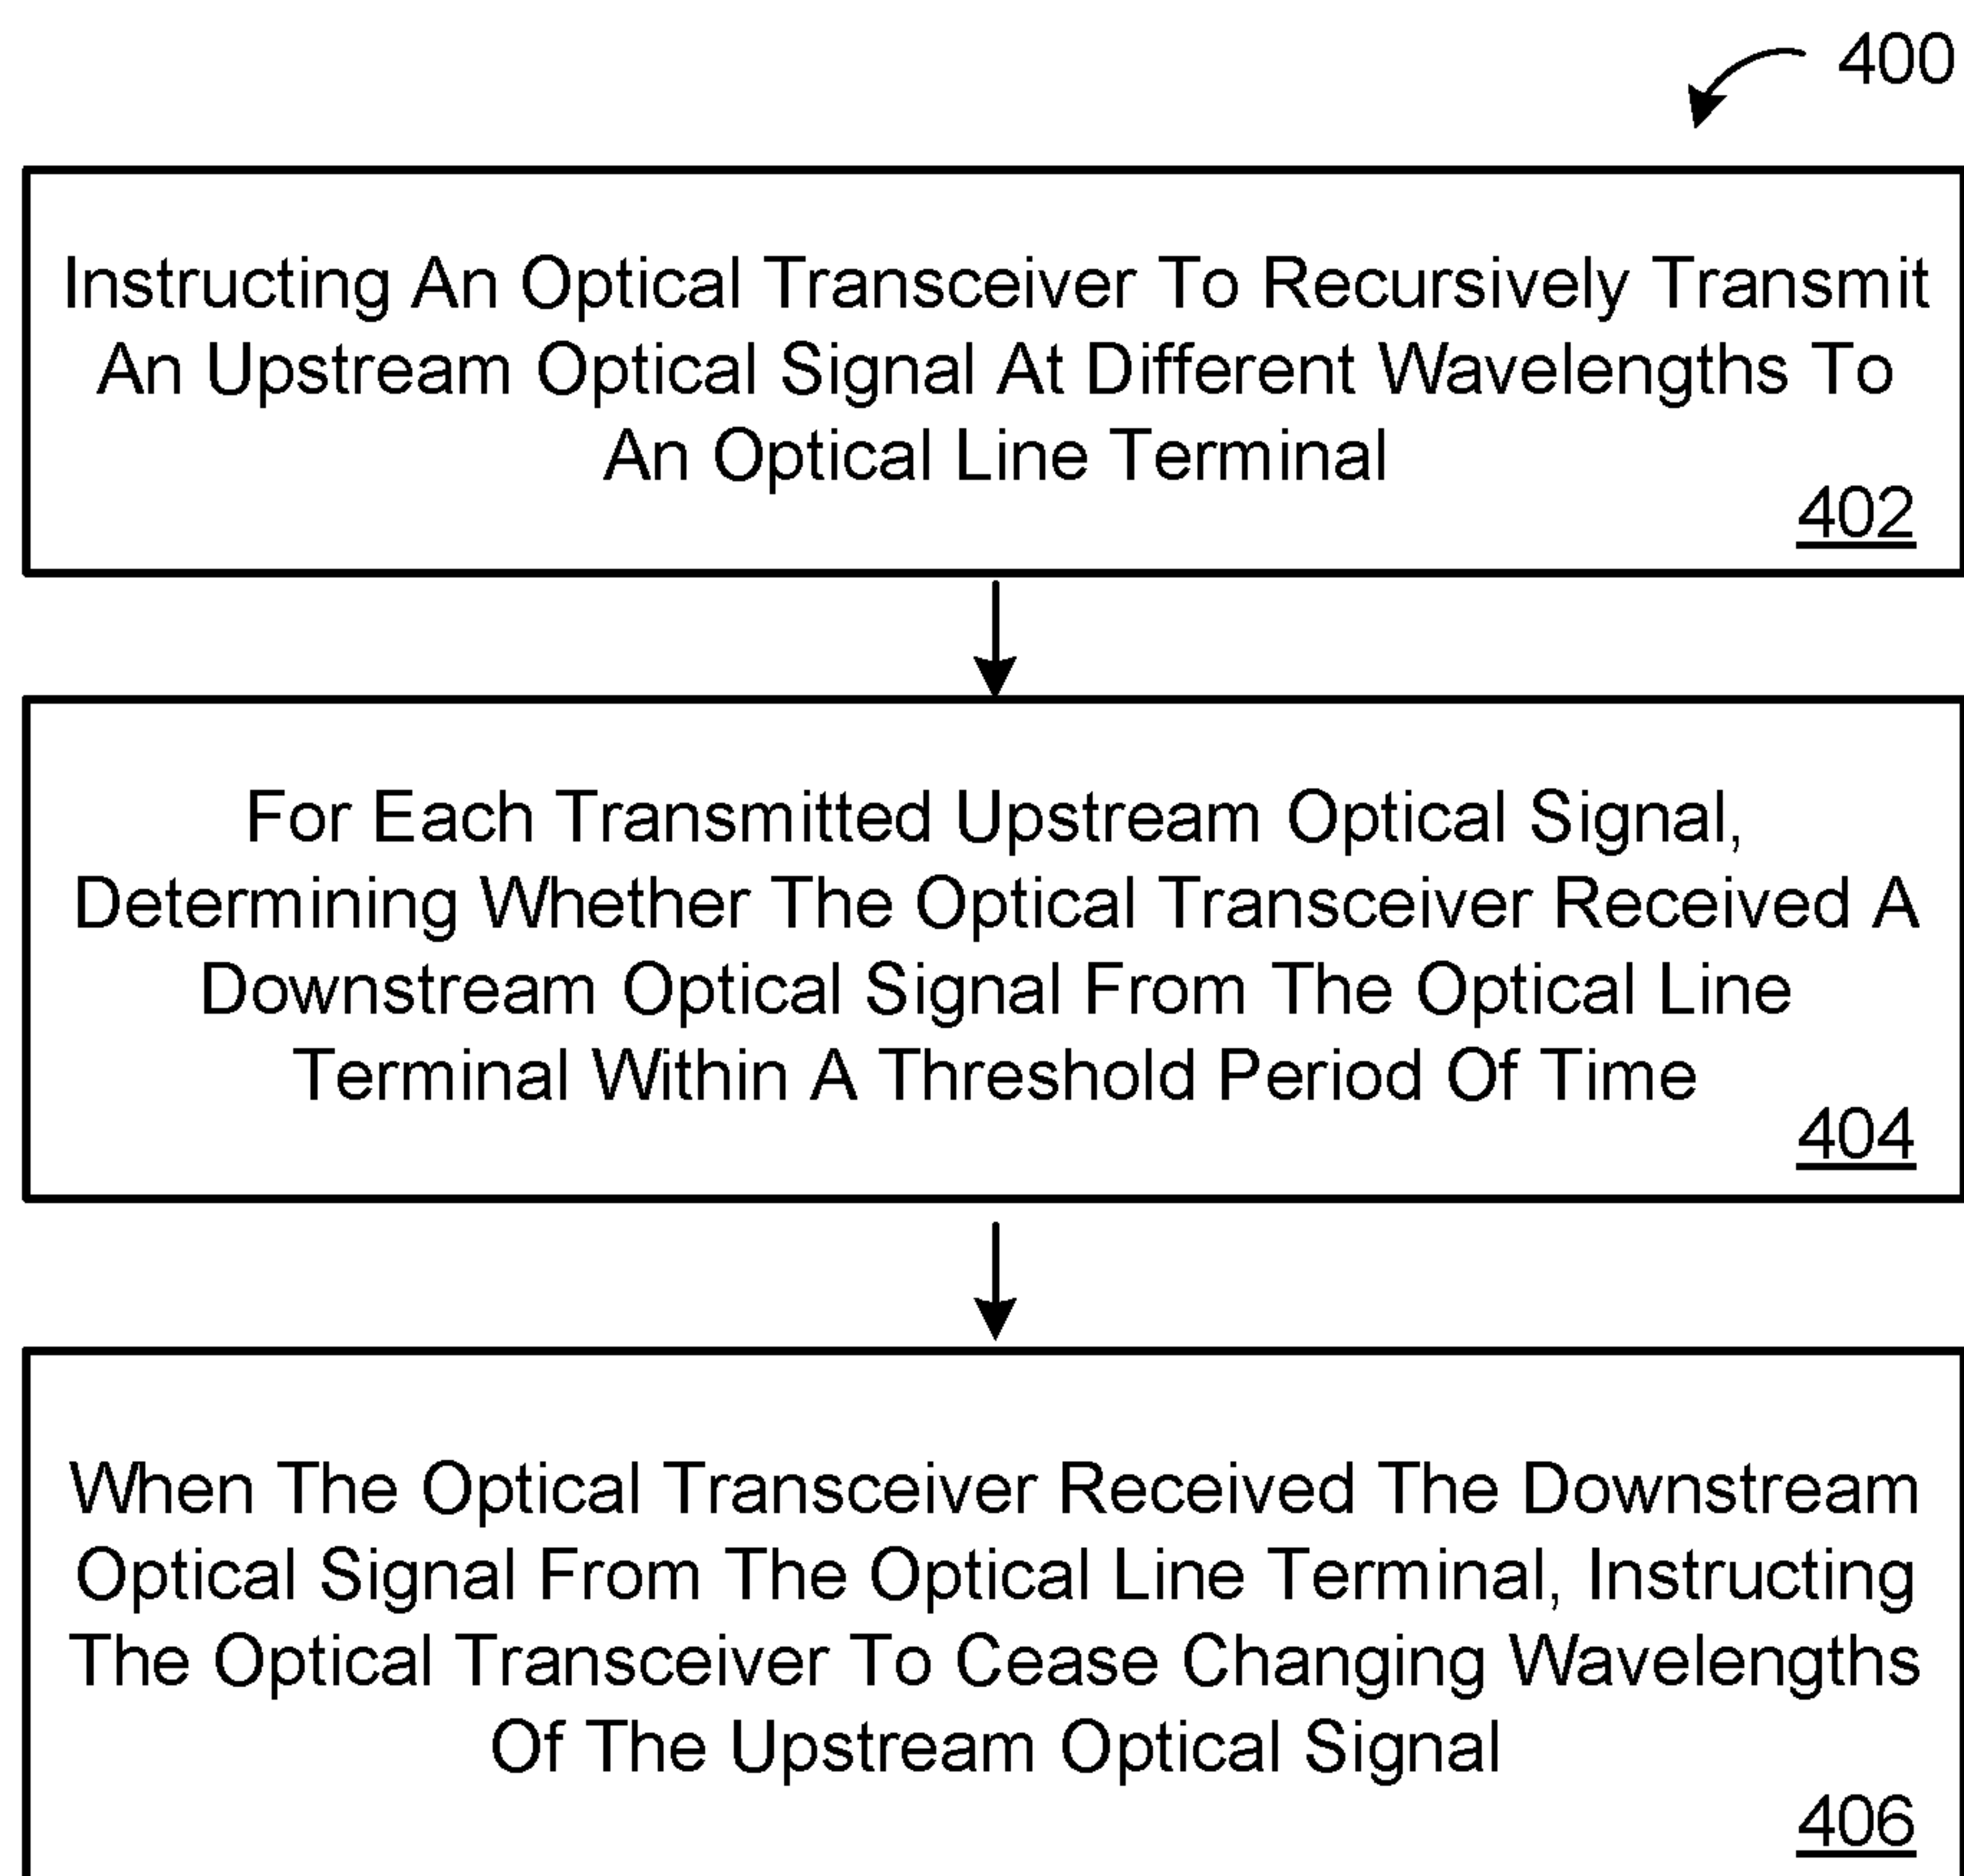 400
Instructing An Optical Transceiver To Recursively Transmit
An Upstream Optical Signal At Different Wavelengths To
An Optical Line Terminal
402
For Each Transmitted Upstream Optical Signal,
Determining Whether The Optical Transceiver Received A
Downstream Optical Signal From The Optical Line
Terminal Within A Threshold Period Of Time
404
When The Optical Transceiver Received The Downstream
Optical Signal From The Optical Line Terminal, Instructing
The Optical Transceiver To Cease Changing Wavelengths
Of The Upstream Optical Signal
406